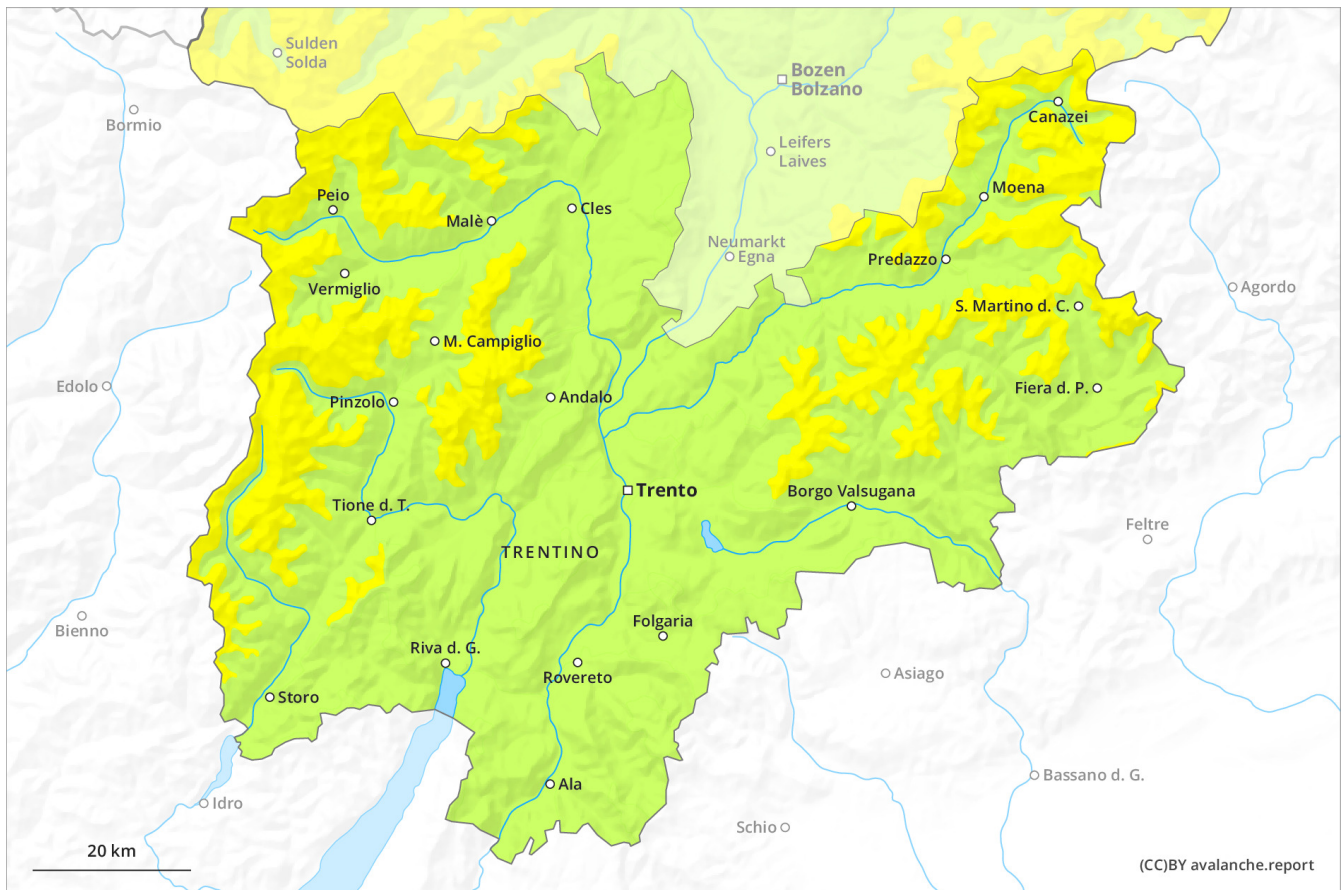 Sulden
Solda
Bozen
Bolzano
Bormio
Canazei
Leifers
Laives
Peio
Moena
Malè
Cles
Neumarkt
Egna
Predazzo
Vermiglio
Agordo
S. Martino d. C.
M. Campiglio
Edolo
Andalo
Fiera d. P.
Pinzolo
Trento
Borgo Valsugana
Tione d. T.
Feltre
TRENTINO
Folgaria
Bienno
Riva d. G.
Rovereto
Asiago
Storo
Ala
Bassano d. G.
Idro
Schio
20 km
(CC)BY avalanche.report